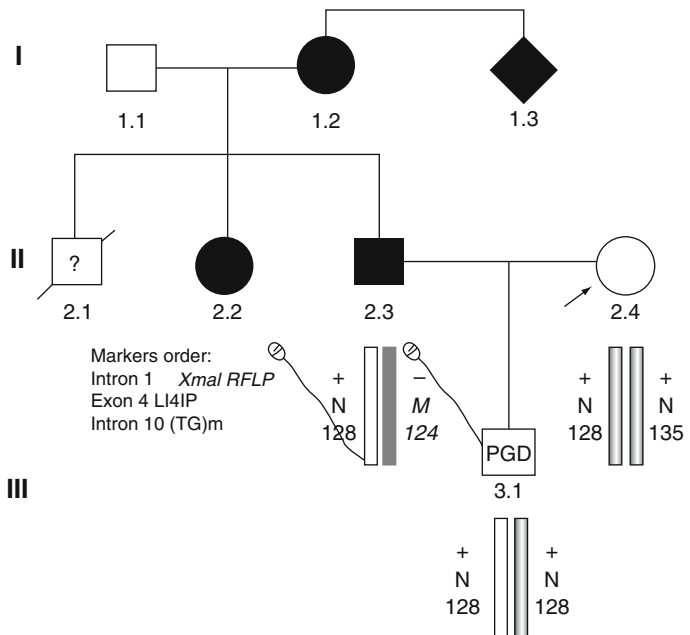 I
1.1
1.2
1.3
II
?
2.1
2.2
2.3
2.4
Markers order:
Intron 1 XmaI RFLP
Exon 4 LI4IP
Intron 10 (TG)m
+ − + +
N M N N
128 124 128 135
PGD
3.1
III
+ +
N N
128 128